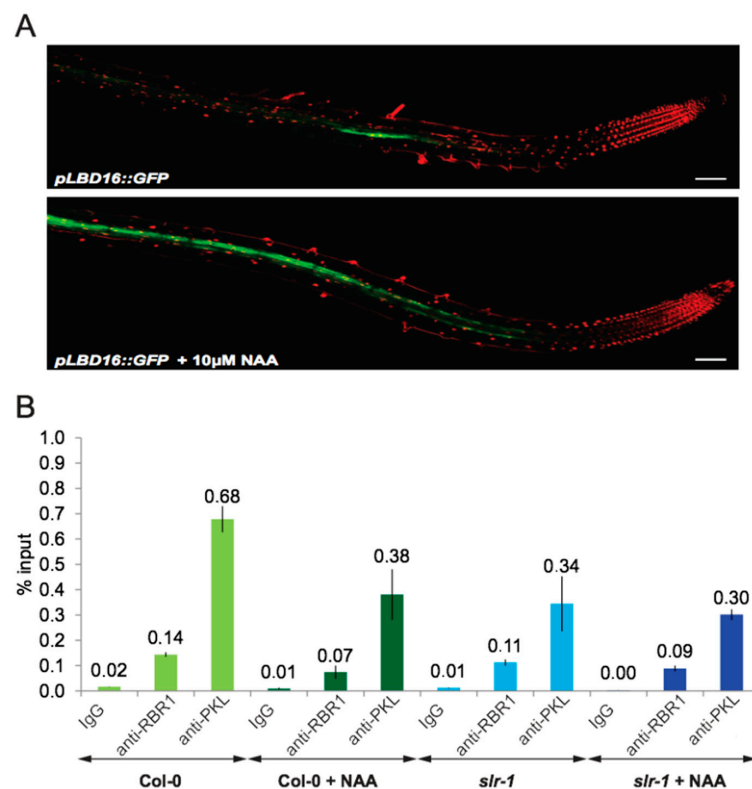 A
pLBD16::GFP
pLBD16::GFP + 10µM NAA
B
% input
1.0
0.9
0.8
0.7
0.6
0.5
0.4
0.3
0.2
0.1
0.0
0.02
0.14
0.68
0.01
0.07
0.38
0.01
0.11
0.34
0.00
0.09
0.30
IgG
anti-RBR1
anti-PKL
IgG
anti-RBR1
anti-PKL
IgG
anti-RBR1
anti-PKL
IgG
anti-RBR1
anti-PKL
Col-0
Col-0 + NAA
slr-1
slr-1 + NAA